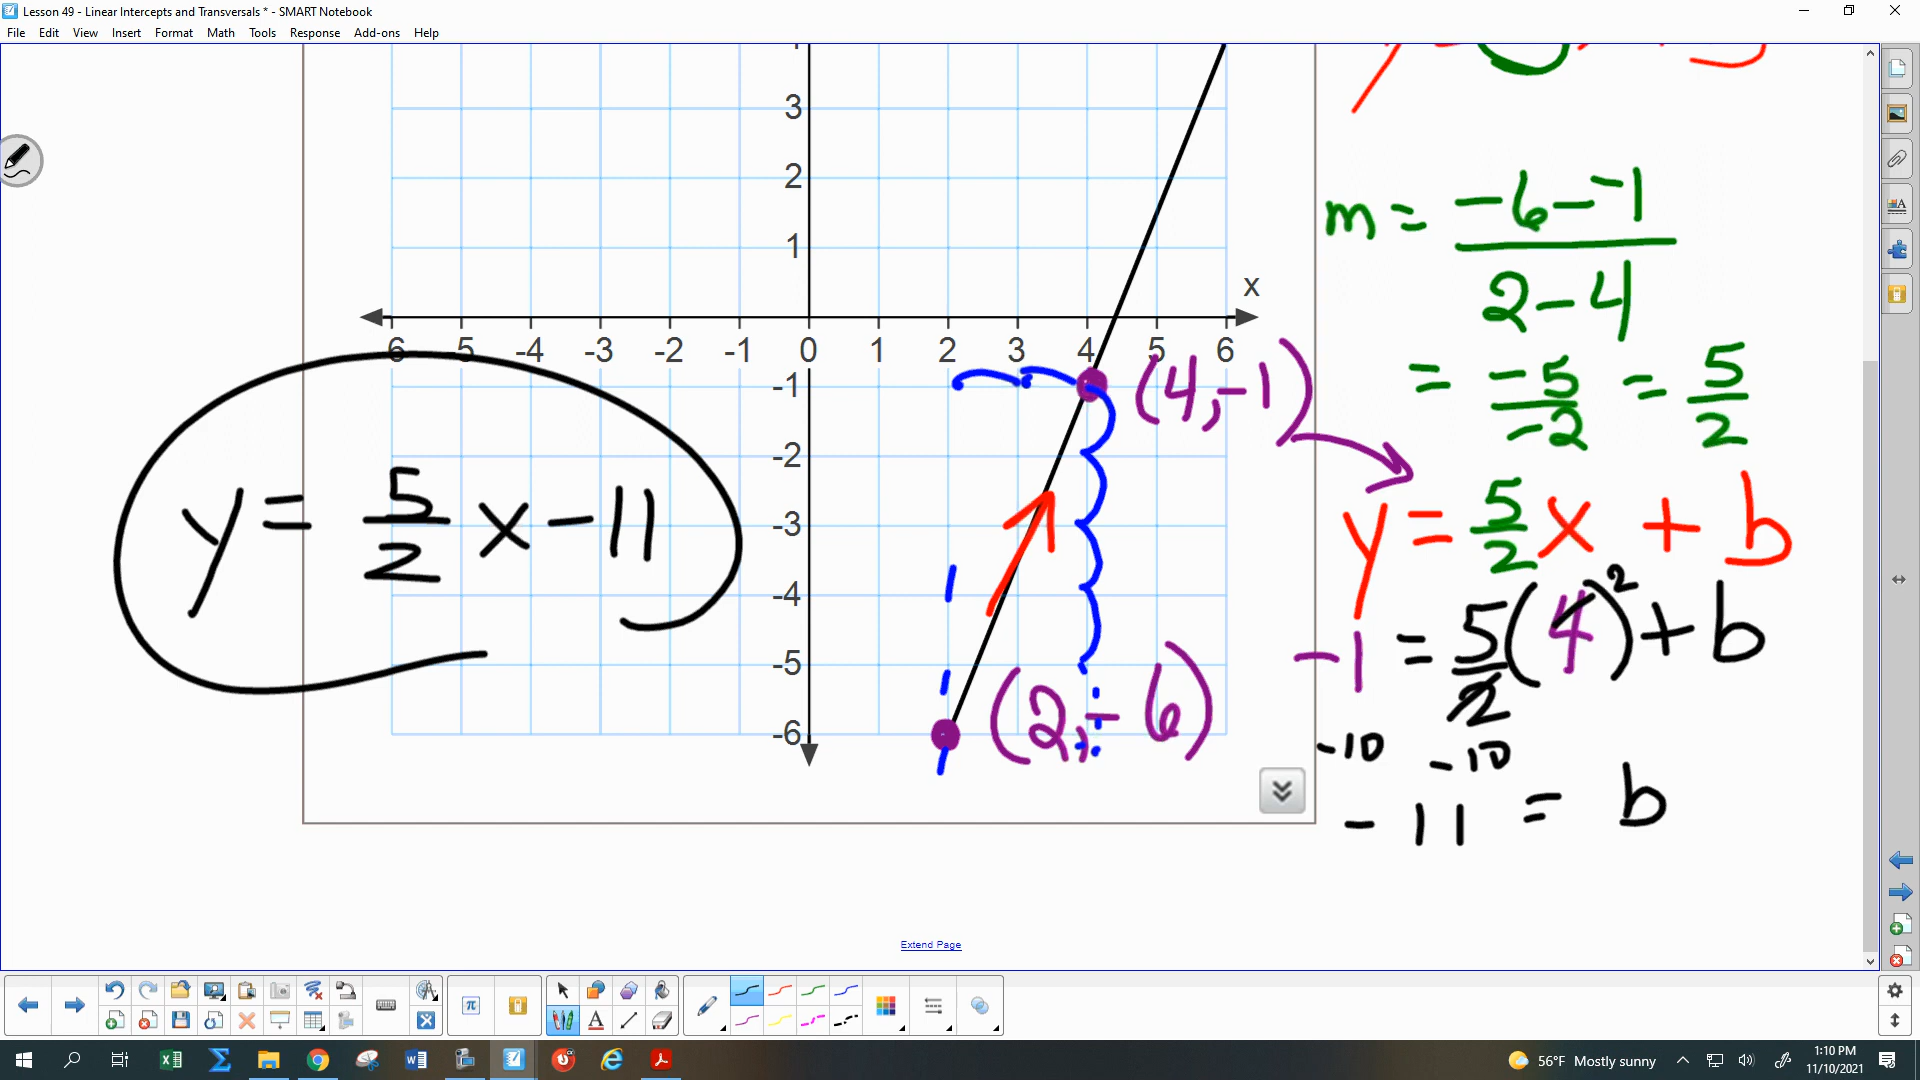 Lesson 49 - Linear Intercepts and Transversals * - SMART Notebook
File Edit View Insert Format Math Tools Response Add-ons Help
3
2
1
x
-6 -5 -4 -3 -2 -1 0 1 2 3 4 5 6
-1
-2
-3
-4
-5
-6
(4,-1)
(2,-6)
y = 5/2 x - 11
m = -6 - -1 / 2 - 4
= -5/-2 = 5/2
y = 5/2 x + b
-1 = 5/2 (4)2 + b
-10 -10
-11 = b
Extend Page
56°F Mostly sunny
1:10 PM
11/10/2021